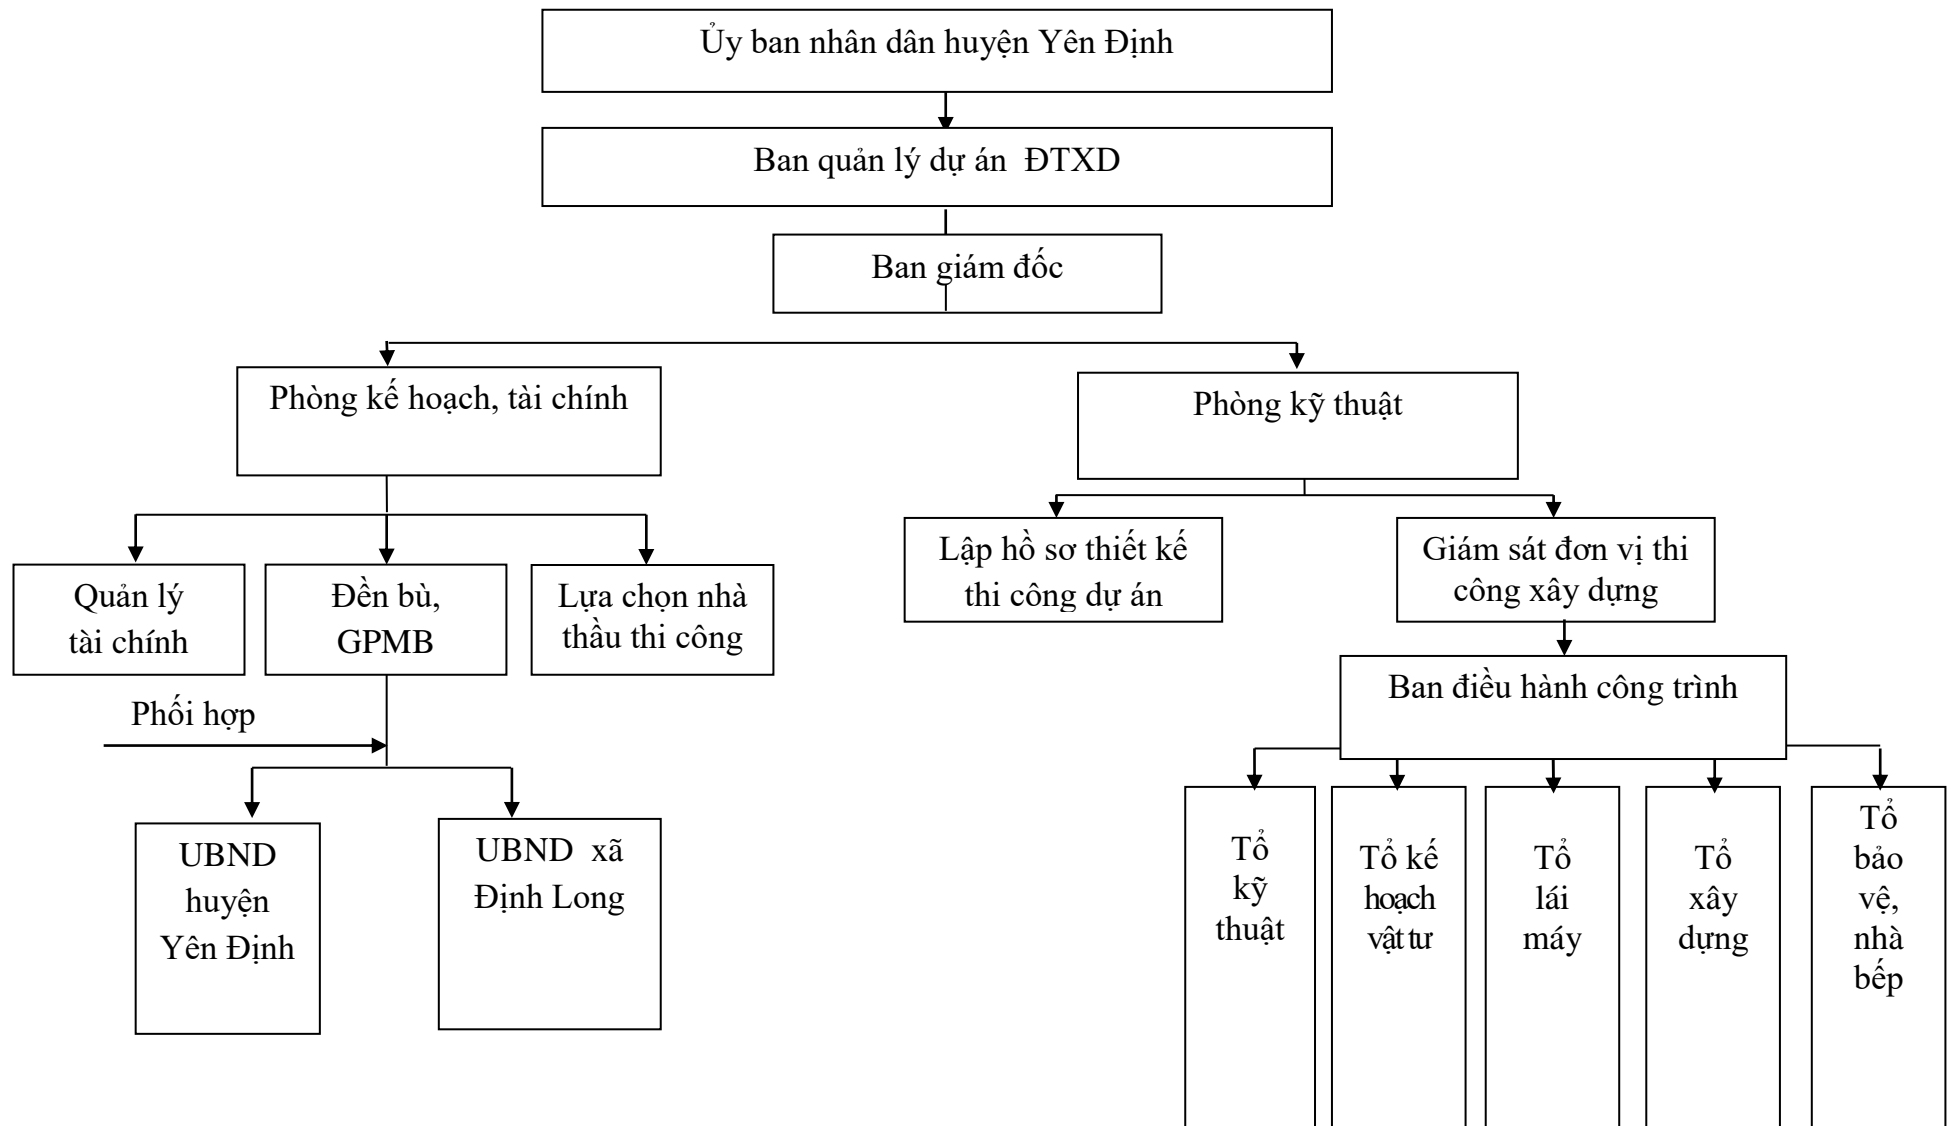 Ủy ban nhân dân huyện Yên Định
Ban quản lý dự án ĐTXD
Ban giám đốc
Phòng kế hoạch, tài chính
Phòng kỹ thuật
Quản lý
tài chính
Đền bù,
GPMB
Lựa chọn nhà
thầu thi công
Lập hồ sơ thiết kế
thi công dự án
Giám sát đơn vị thi
công xây dựng
Phối hợp
Ban điều hành công trình
UBND
huyện
Yên Định
UBND xã
Định Long
Tổ
kỹ
thuật
Tổ kế
hoạch
vật tư
Tổ
lái
máy
Tổ
xây
dựng
Tổ
bảo
vệ,
nhà
bếp